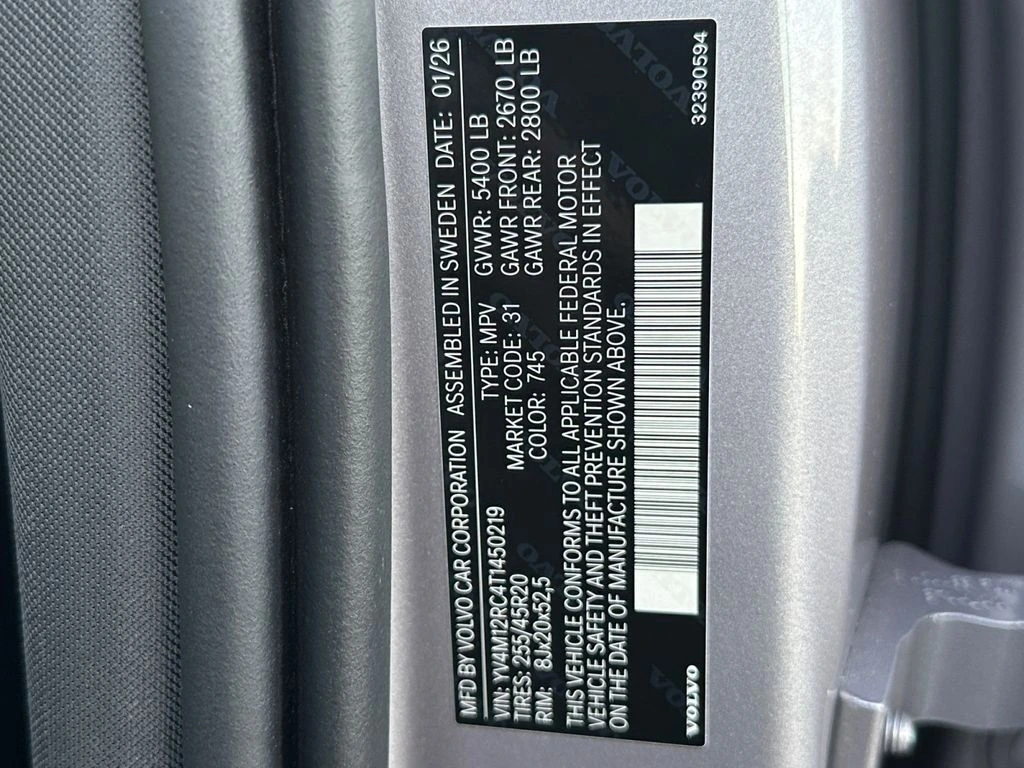 MFD BY VOLVO CAR CORPORATION ASSEMBLED IN SWEDEN DATE: 01/26
VIN: YV4M12RC4T1450219 TYPE: MPV GVWR: 5400 LB
TIRES: 255/45R20 MARKET CODE: 31 GAWR FRONT: 2670 LB
RIM: 8Jx20x52,5 COLOR: 745 GAWR REAR: 2800 LB
THIS VEHICLE CONFORMS TO ALL APPLICABLE FEDERAL MOTOR
VEHICLE SAFETY AND THEFT PREVENTION STANDARDS IN EFFECT
ON THE DATE OF MANUFACTURE SHOWN ABOVE.
VOLVO 32390594